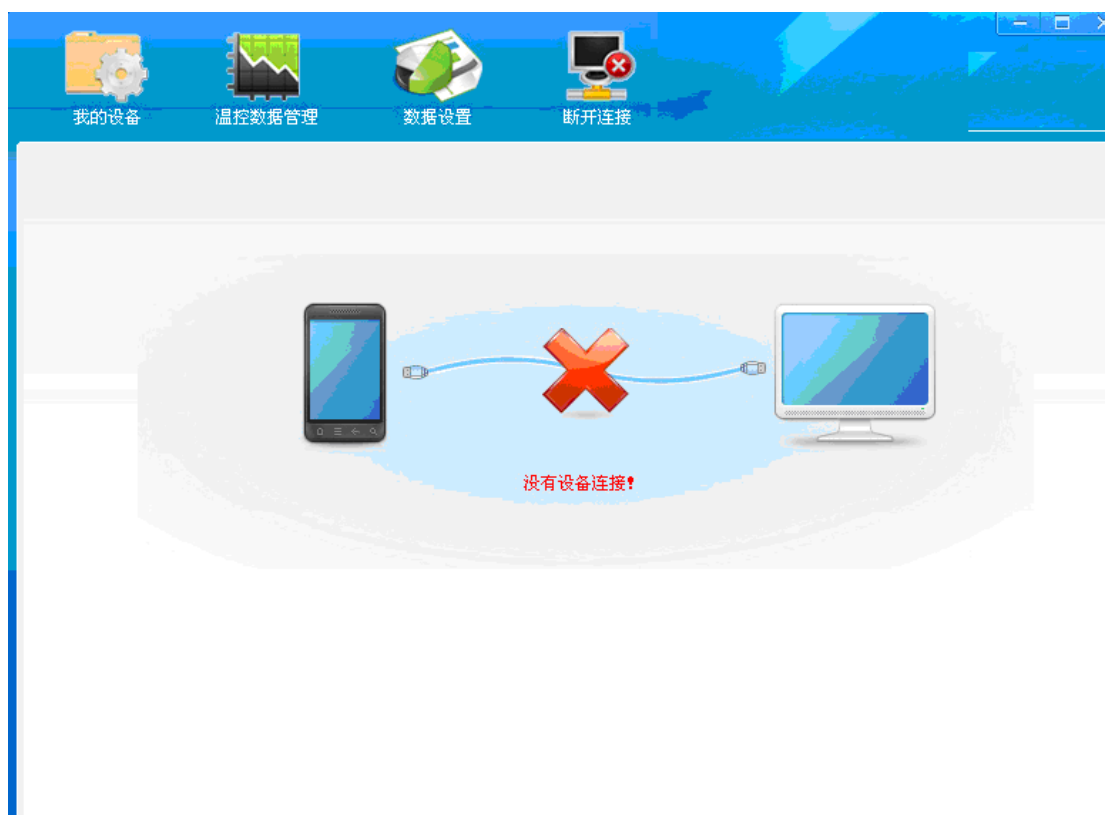 我的设备
温控数据管理
数据设置
断开连接
没有设备连接!